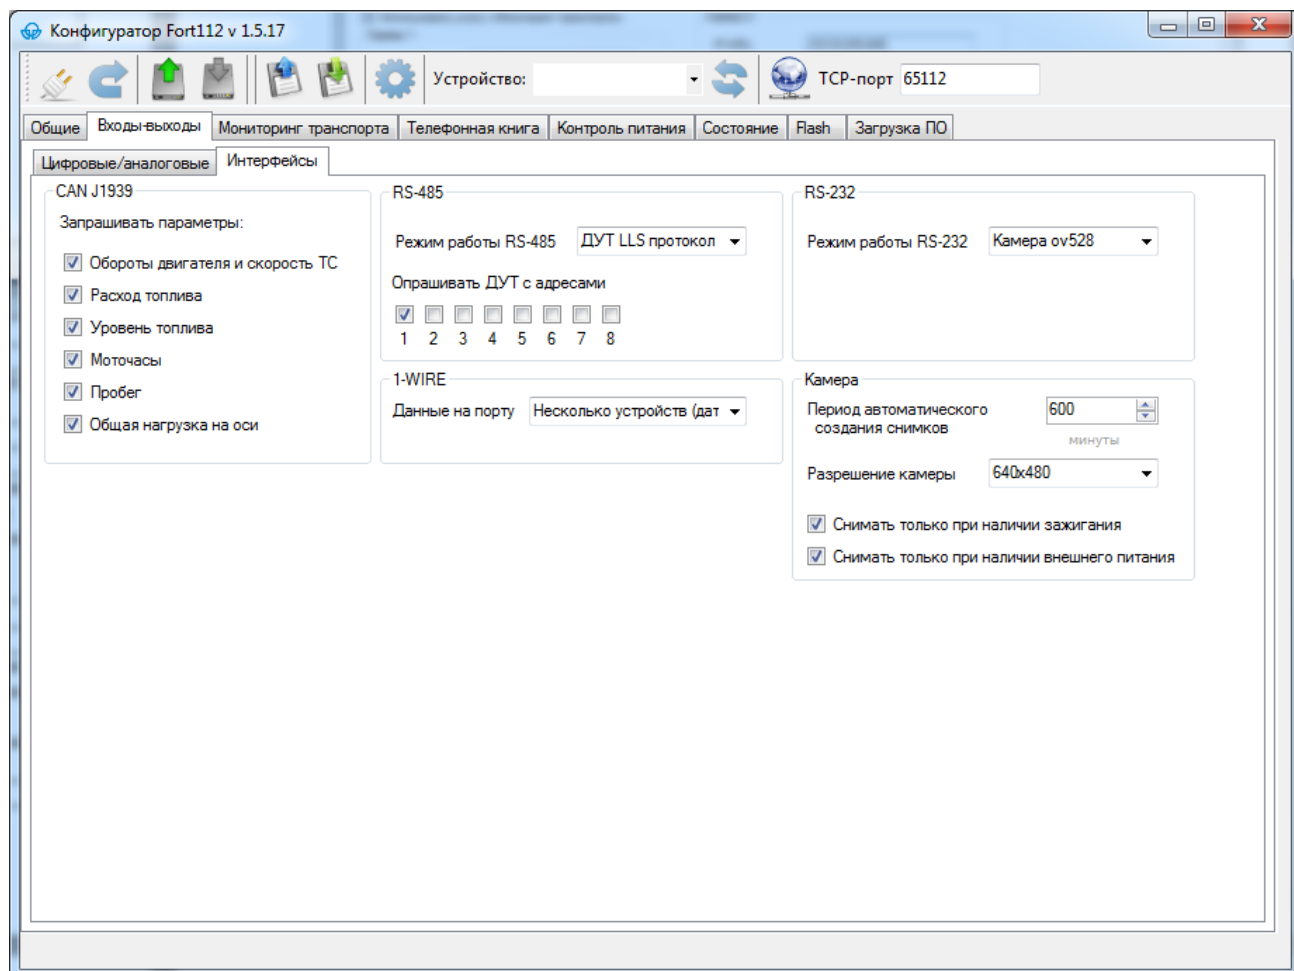 Конфигуратор Fort112 v 1.5.17
Устройство:
TCP-порт 65112
Общие Входы-выходы Мониторинг транспорта Телефонная книга Контроль питания Состояние Flash Загрузка ПО
Цифровые/аналоговые Интерфейсы
CAN J1939
Запрашивать параметры:
Обороты двигателя и скорость ТС
Расход топлива
Уровень топлива
Моточасы
Пробег
Общая нагрузка на оси
RS-485
Режим работы RS-485 ДУТ LLS протокол
Опрашивать ДУТ с адресами
1 2 3 4 5 6 7 8
1-WIRE
Данные на порту Несколько устройств (дат
RS-232
Режим работы RS-232 Камера ov528
Камера
Период автоматического 600
создания снимков
минуты
Разрешение камеры 640x480
Снимать только при наличии зажигания
Снимать только при наличии внешнего питания